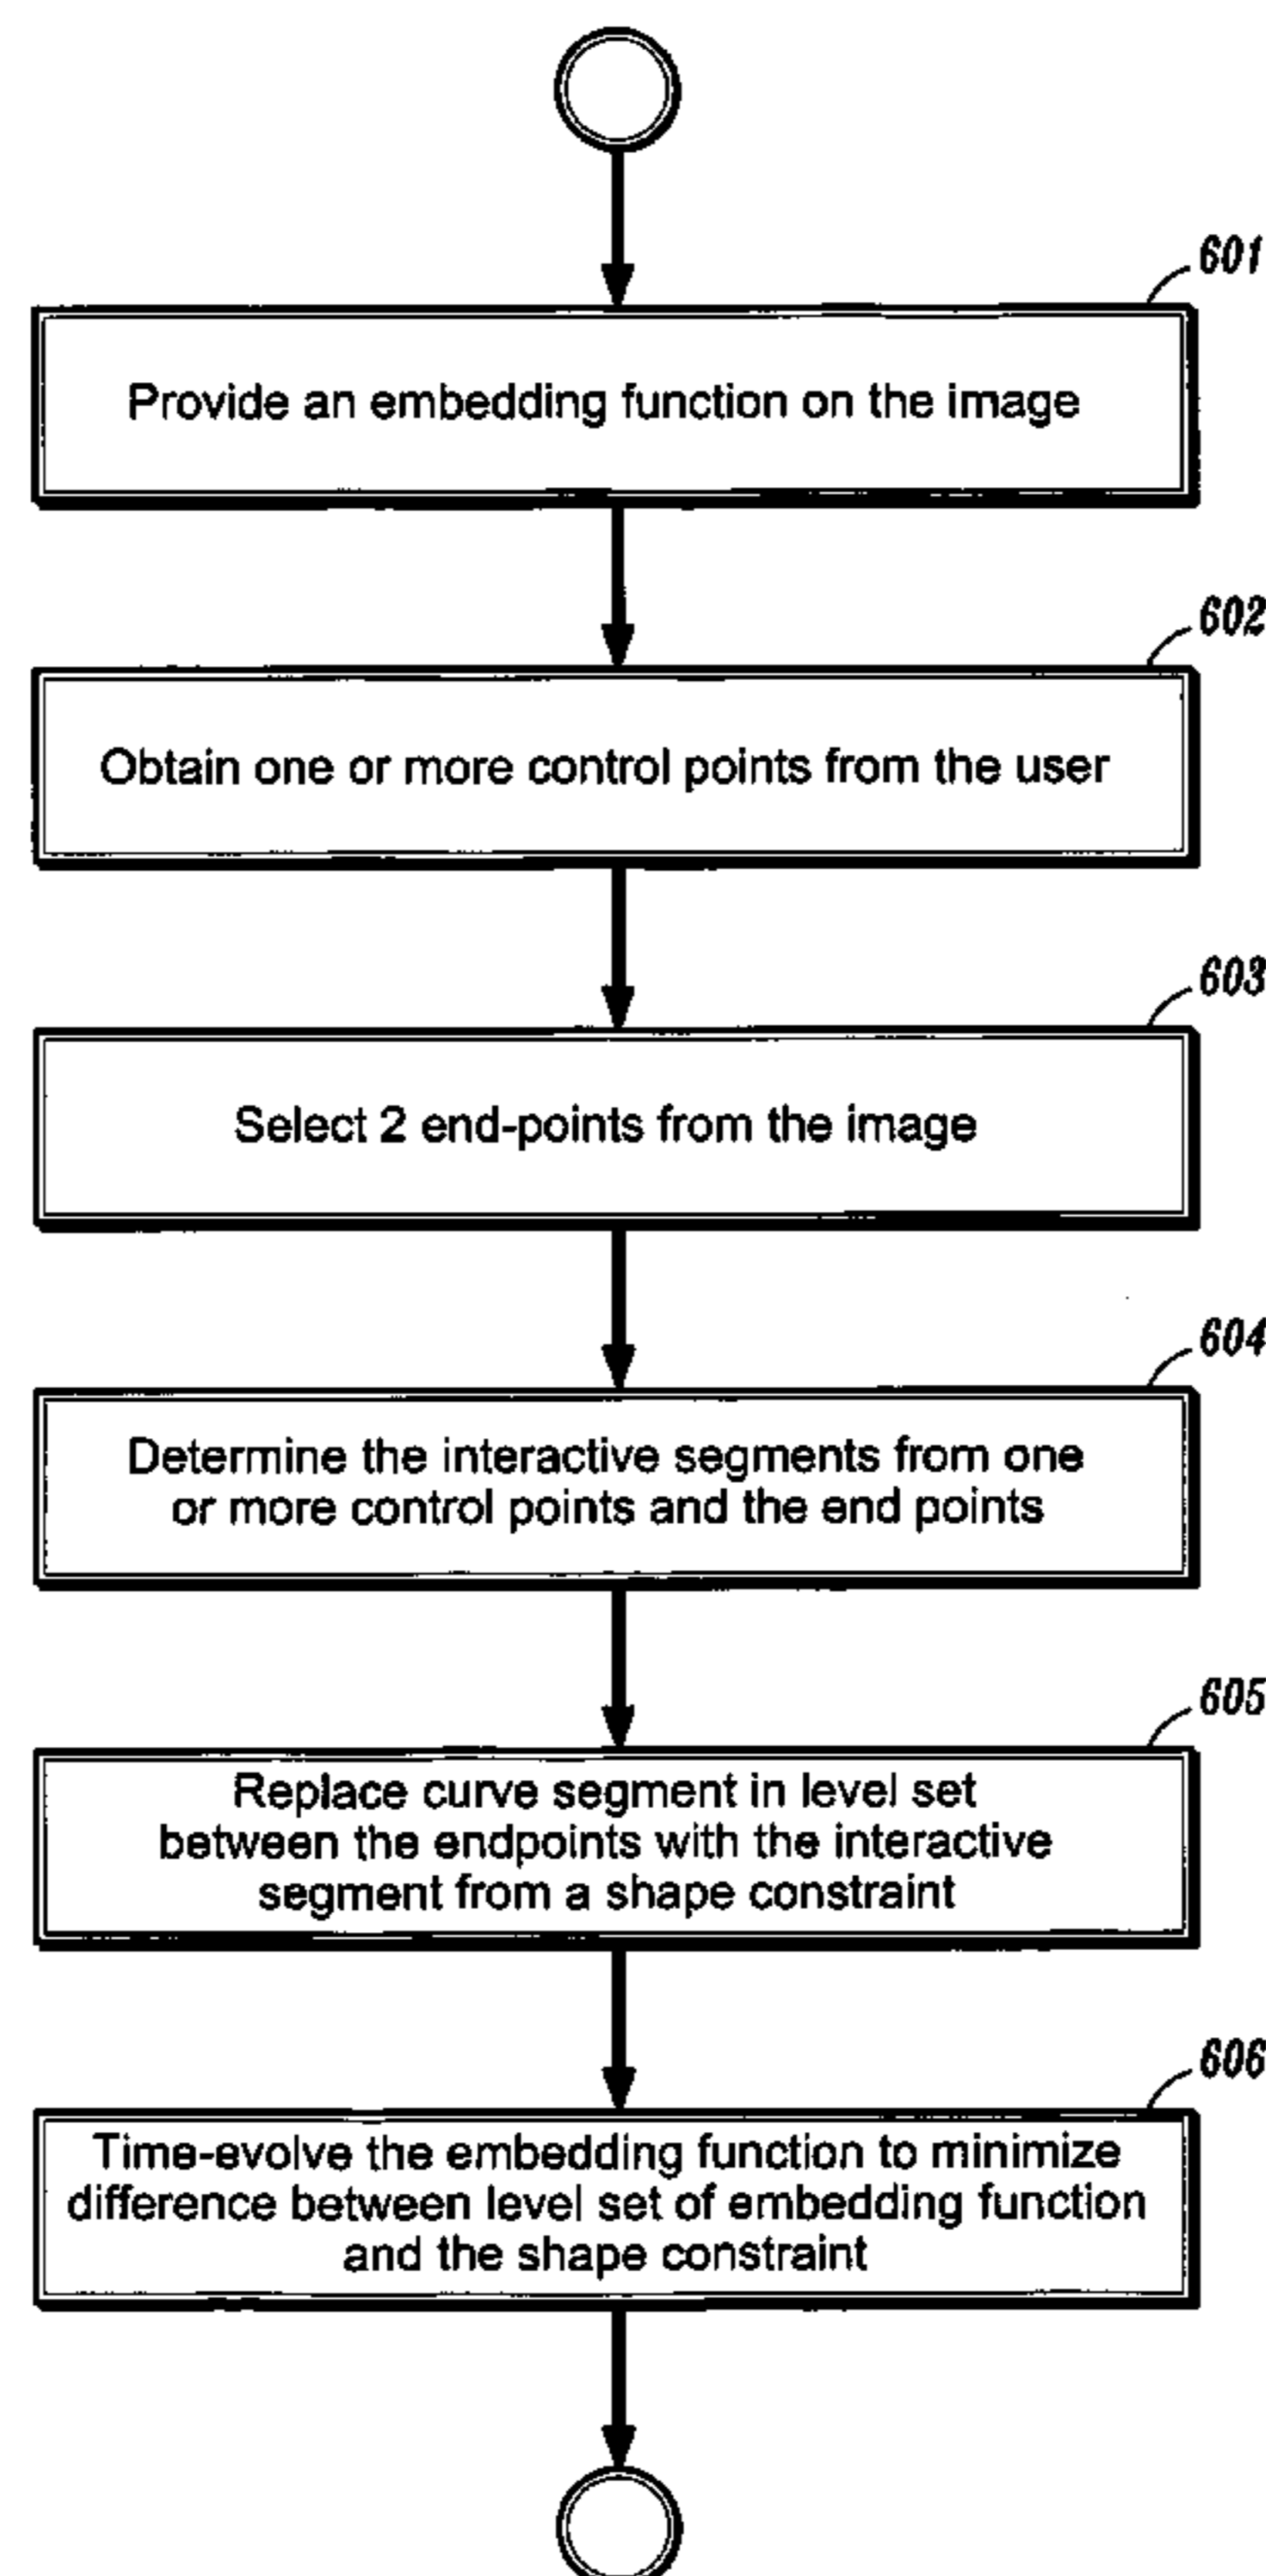 601
Provide an embedding function on the image
602
Obtain one or more control points from the user
603
Select 2 end-points from the image
604
Determine the interactive segments from one
or more control points and the end points
605
Replace curve segment in level set
between the endpoints with the interactive
segment from a shape constraint
606
Time-evolve the embedding function to minimize
difference between level set of embedding function
and the shape constraint